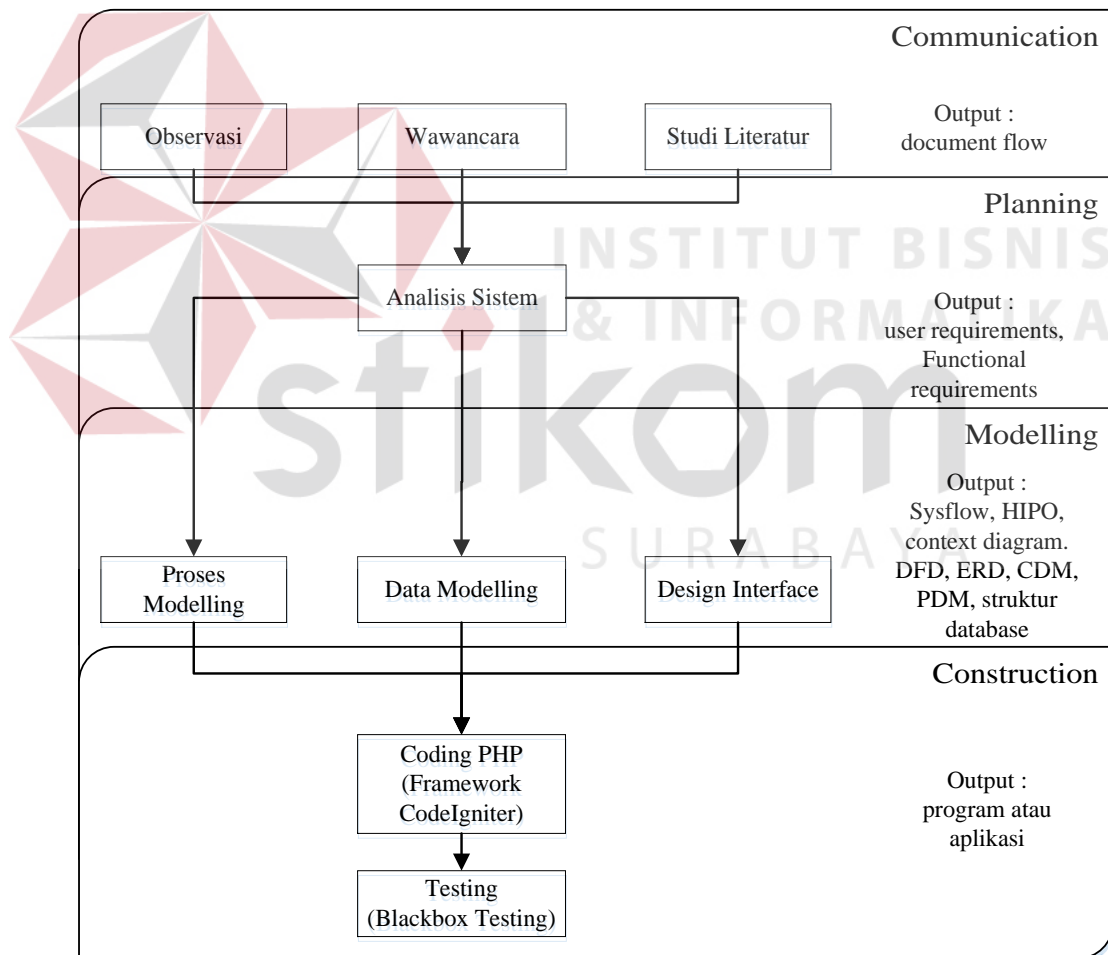 Communication
Observasi
Wawancara
Studi Literatur
Output :
document flow
Planning
INSTITUT BISNIS
& INFORMATIKA
stikom
SURABAYA
Analisis Sistem
Output :
user requirements,
Functional
requirements
Modelling
Output :
Sysflow, HIPO,
context diagram.
DFD, ERD, CDM,
PDM, struktur
database
Proses
Modelling
Data Modelling
Design Interface
Construction
Coding PHP
(Framework
CodeIgniter)
Output :
program atau
aplikasi
Testing
(Blackbox Testing)